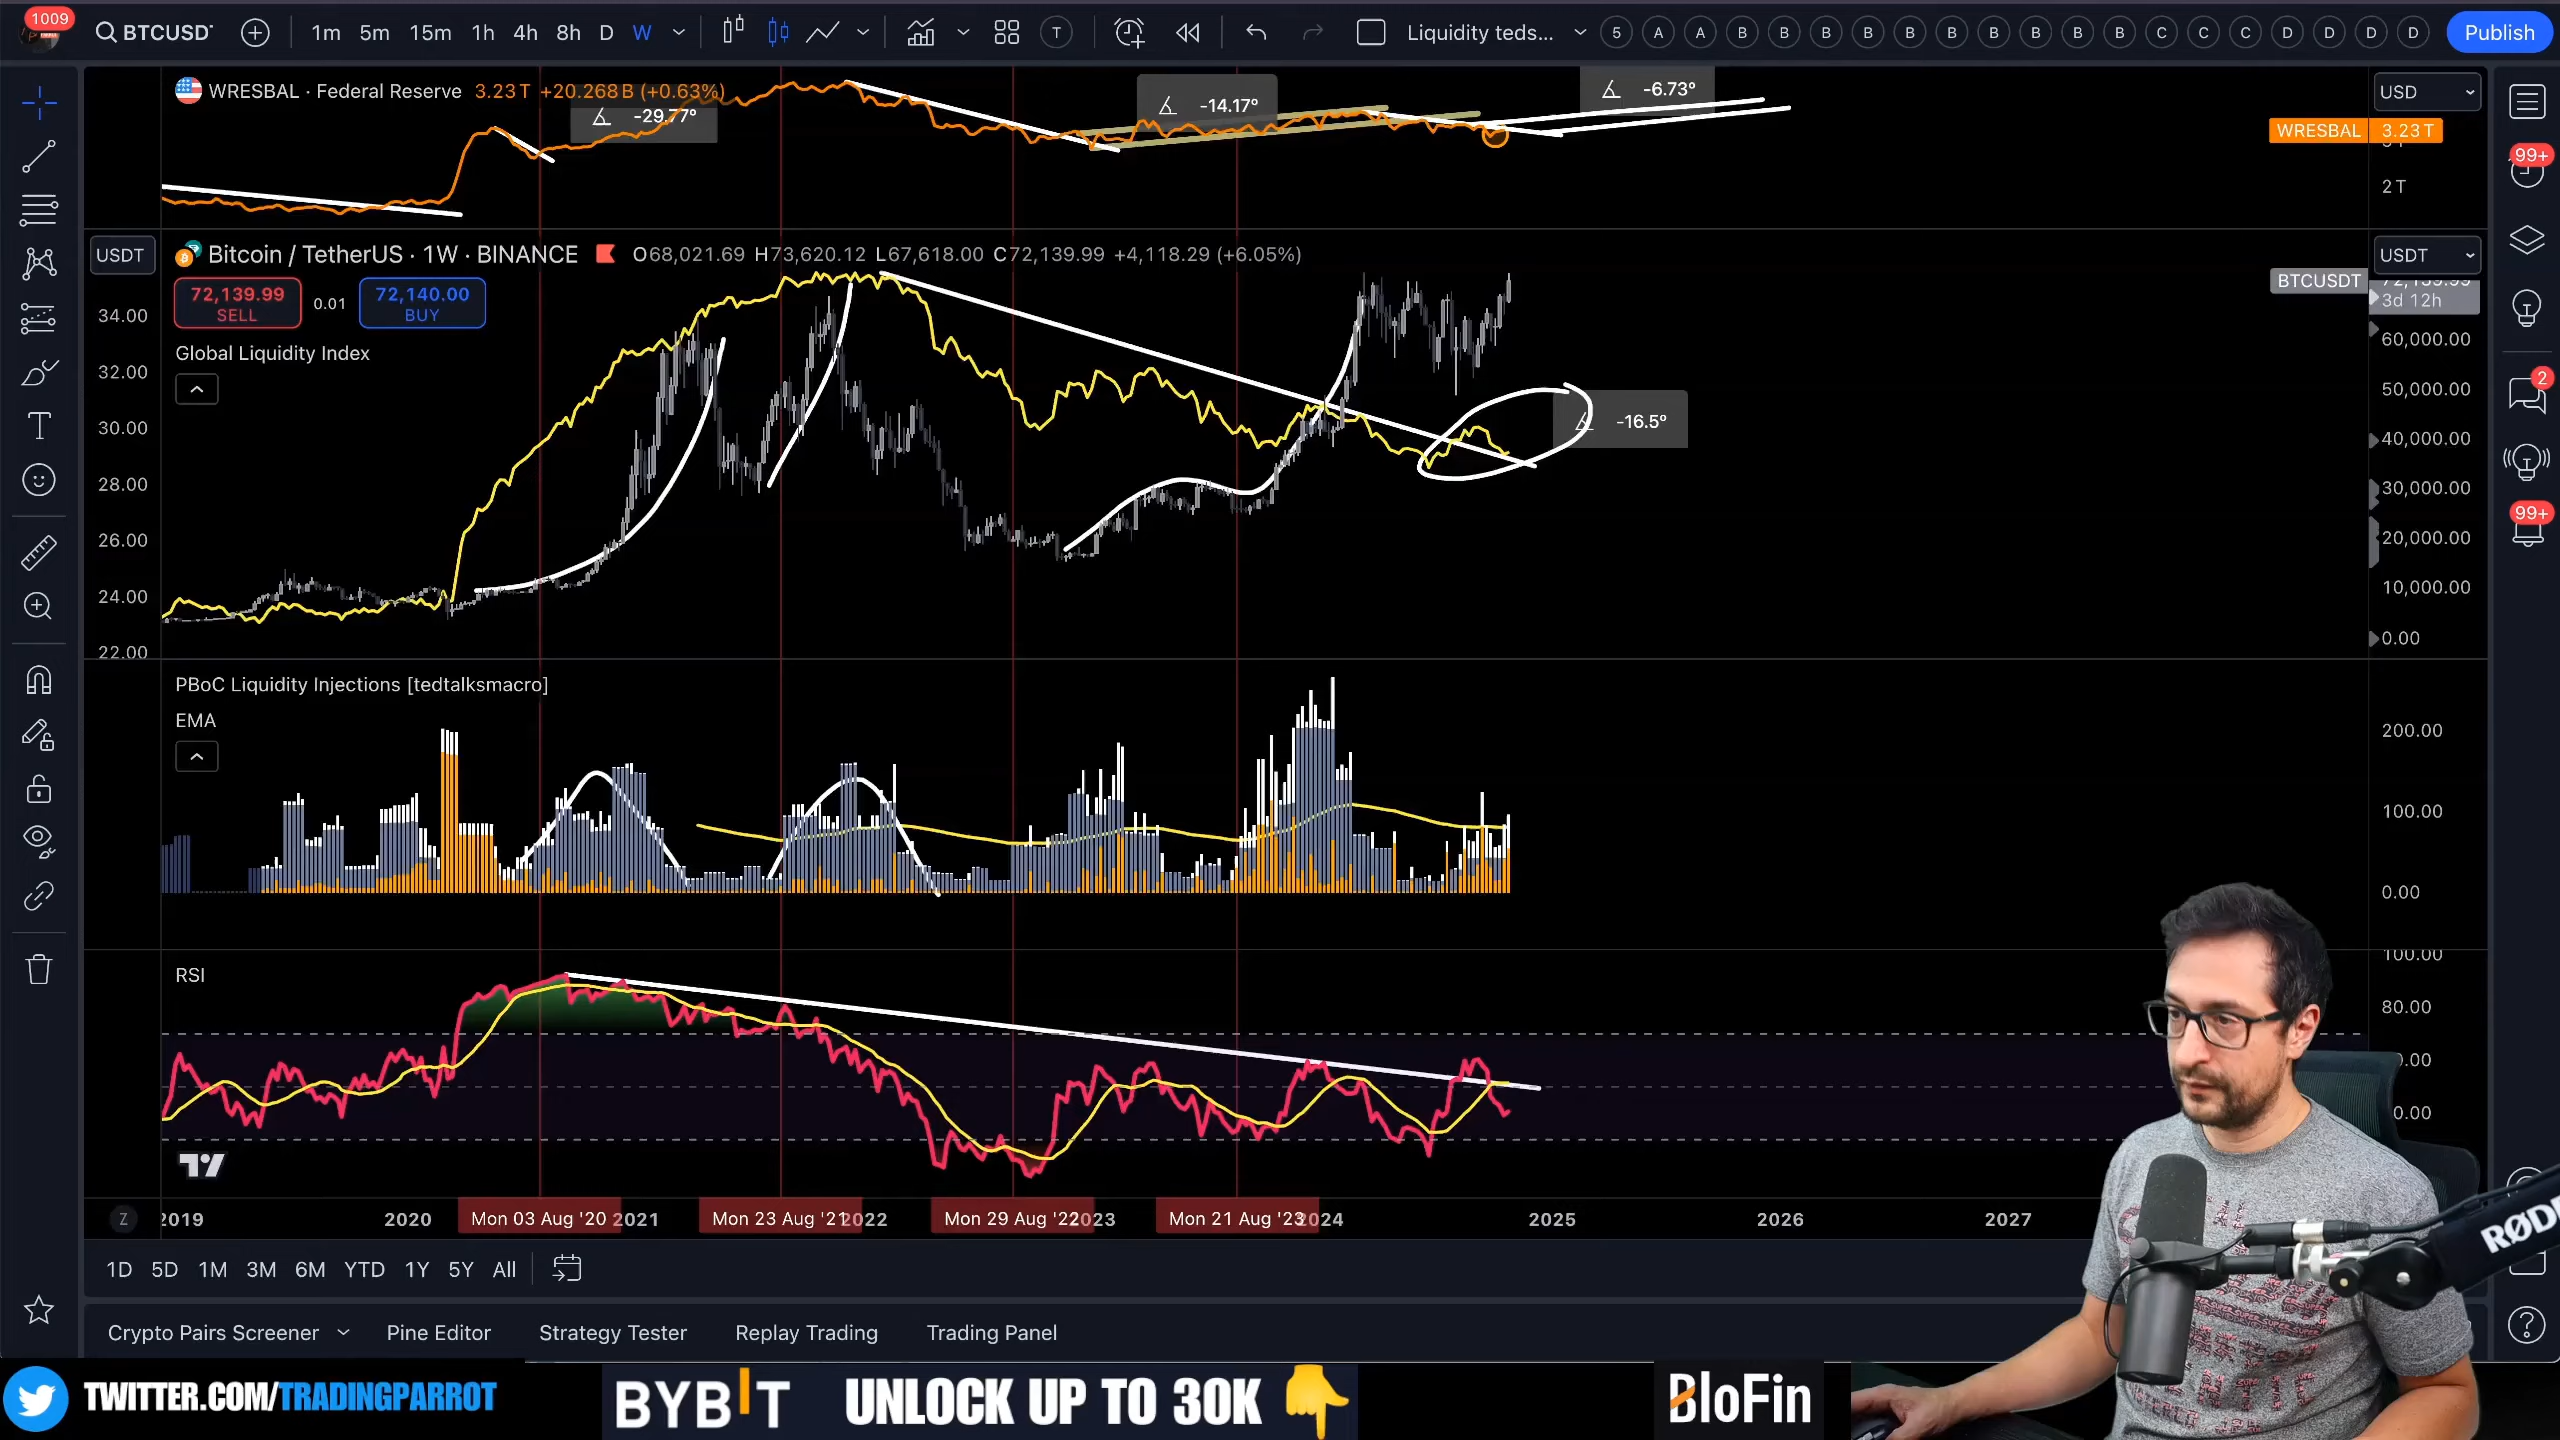 1009
BTCUSDT
1m 5m 15m 1h 4h 8h D W
T
Liquidity teds...
5 A A B B B B B B B B B B C C C D D D D
Publish
WRESBAL · Federal Reserve 3.23 T +20.268 B (+0.63%)
-29.77°
-14.17°
-6.73°
USD
WRESBAL 3.23 T
2 T
99+
USDT
Bitcoin / TetherUS · 1W · BINANCE O68,021.69 H73,620.12 L67,618.00 C72,139.99 +4,118.29 (+6.05%)
USDT
72,139.99
SELL
0.01
72,140.00
BUY
BTCUSDT
72,139.99
3d 12h
Global Liquidity Index
34.00
32.00
30.00
28.00
26.00
24.00
22.00
-16.5°
60,000.00
50,000.00
40,000.00
30,000.00
20,000.00
10,000.00
0.00
2
99+
PBoC Liquidity Injections [tedtalksmacro]
EMA
200.00
100.00
0.00
RSI
100.00
80.00
Z
2019 2020 Mon 03 Aug '20 2021 Mon 23 Aug '21 2022 Mon 29 Aug '22 2023 Mon 21 Aug '23 2024 2025 2026 2027
1D 5D 1M 3M 6M YTD 1Y 5Y All
Crypto Pairs Screener Pine Editor Strategy Tester Replay Trading Trading Panel
TWITTER.COM/TRADINGPARROT
BYBIT UNLOCK UP TO 30K
BloFin